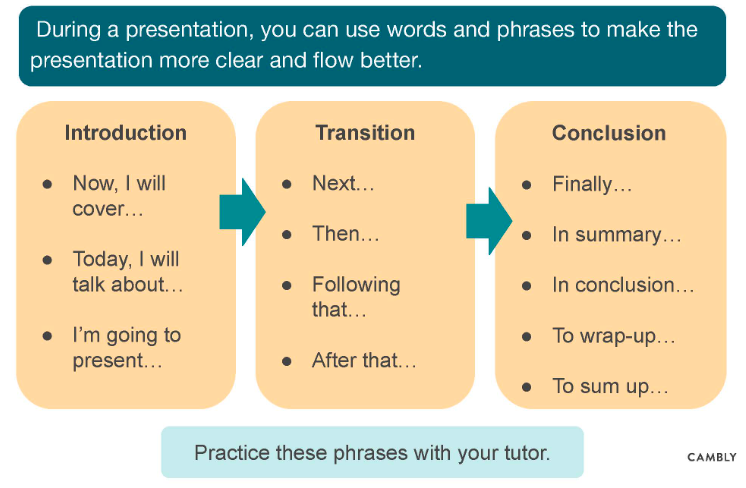 During a presentation, you can use words and phrases to make the
presentation more clear and flow better.
Introduction
● Now, I will
cover…
● Today, I will
talk about…
● I’m going to
present…
Transition
● Next…
● Then…
● Following
that…
● After that…
Conclusion
● Finally…
● In summary…
● In conclusion…
● To wrap-up…
● To sum up…
Practice these phrases with your tutor.
CAMBLY